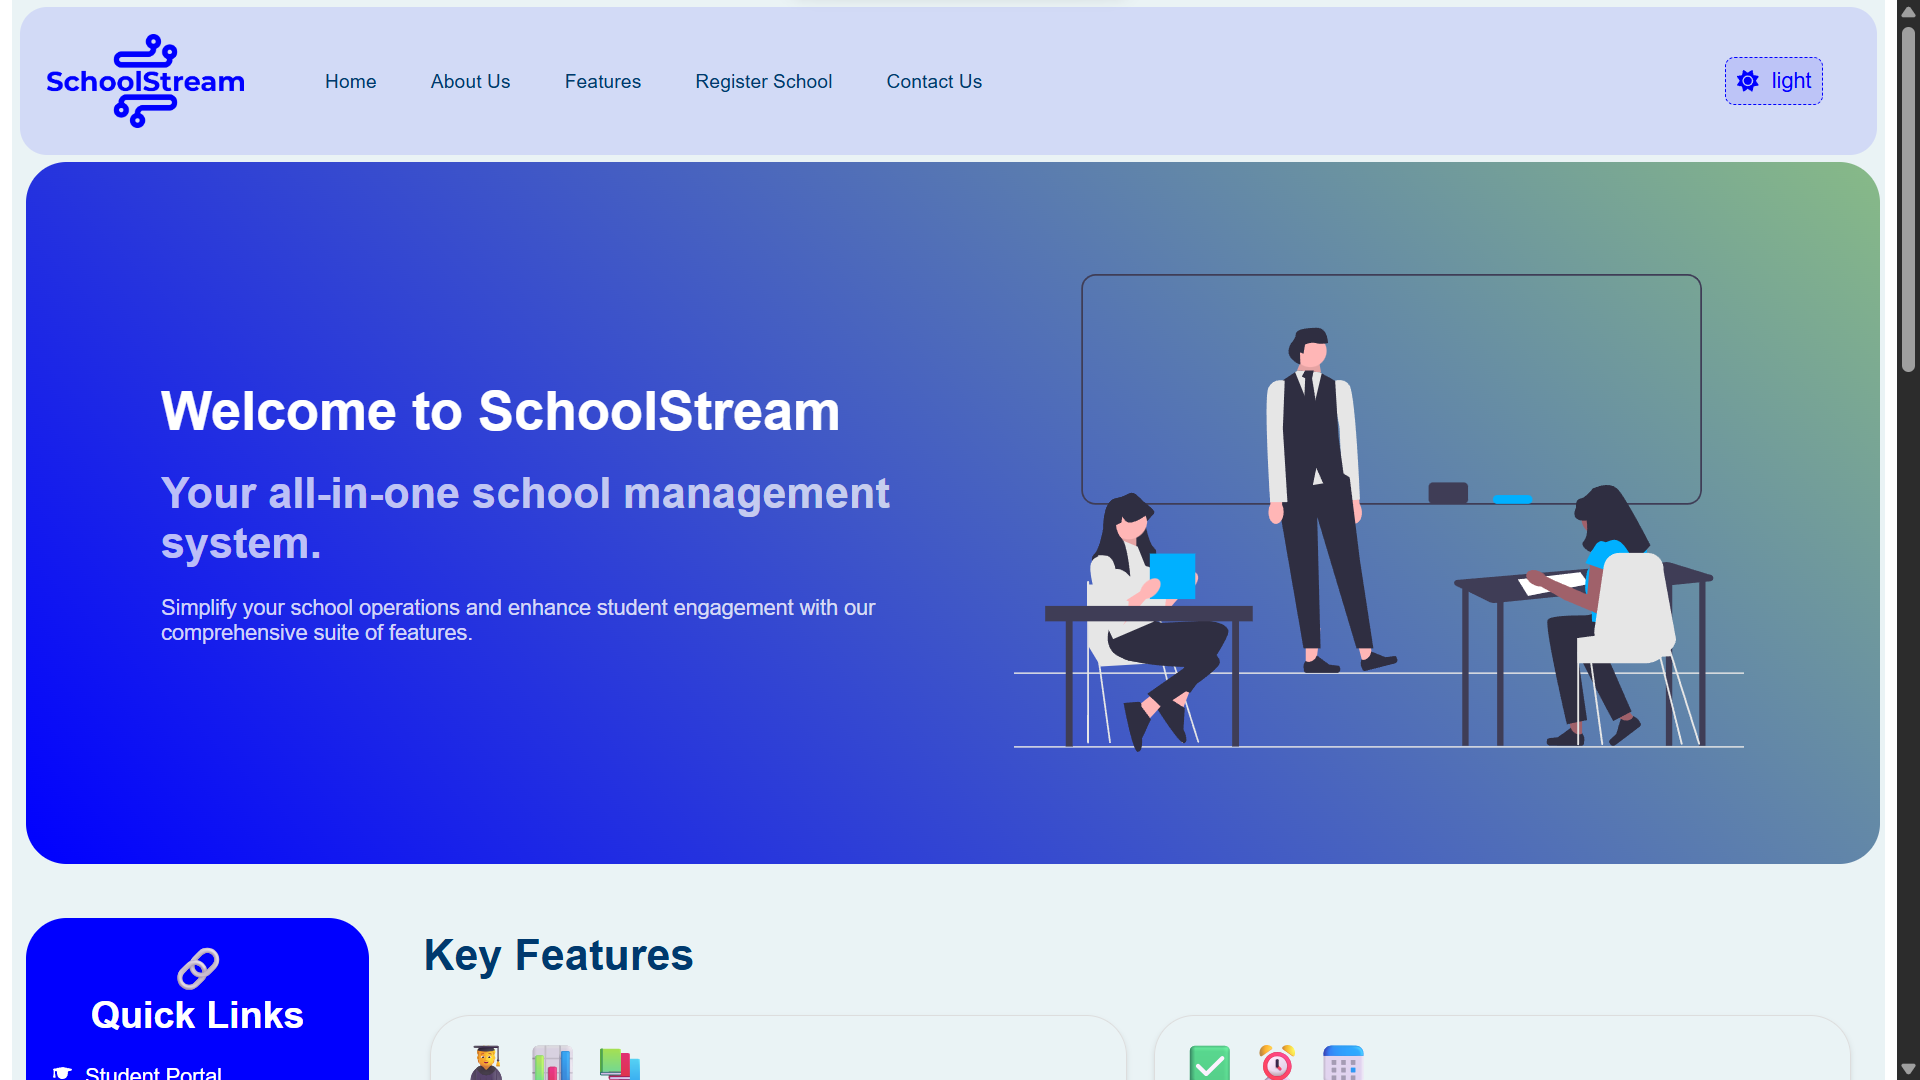 SchoolStream
Home
About Us
Features
Register School
Contact Us
light
Welcome to SchoolStream
Your all-in-one school management
system.
Simplify your school operations and enhance student engagement with our
comprehensive suite of features.
Quick Links
Student Portal
Key Features